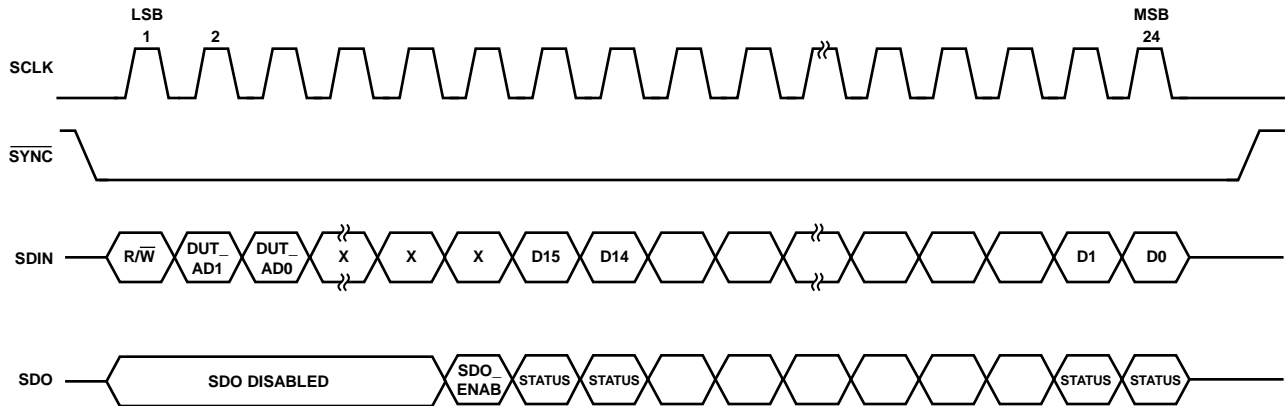 LSB MSB
1 2 24
SCLK
SYNC
SDIN R/W DUT_ AD1 DUT_ AD0 X X X D15 D14 D1 D0
SDO SDO DISABLED SDO_ ENAB STATUS STATUS STATUS STATUS